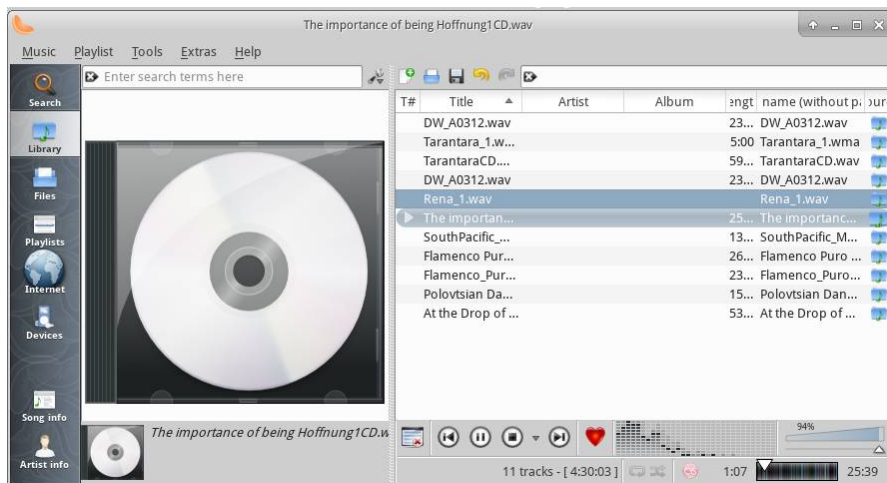 The importance of being Hoffnung1CD.wav
Music Playlist Tools Extras Help
Enter search terms here
Search
Library
Files
Playlists
Internet
Devices
Song info
Artist info
The importance of being Hoffnung1CD.w
T# Title Artist Album engt name (without p
DW_A0312.wav 23... DW_A0312.wav
Tarantara_1.w... 5:00 Tarantara_1.wma
TarantaraCD.... 59... TarantaraCD.wav
DW_A0312.wav 23... DW_A0312.wav
Rena_1.wav Rena_1.wav
The importan... 25... The importanc...
SouthPacific_... 13... SouthPacific_M...
Flamenco Pur... 26... Flamenco Puro ...
Flamenco_Pur... 23... Flamenco_Puro...
Polovtsian Da... 15... Polovtsian Dan...
At the Drop of ... 53... At the Drop of ...
94%
11 tracks - [ 4:30:03 ] 1:07 25:39